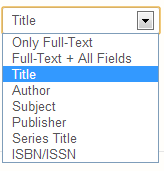 Title
Only Full-Text
Full-Text + All Fields
Title
Author
Subject
Publisher
Series Title
ISBN/ISSN